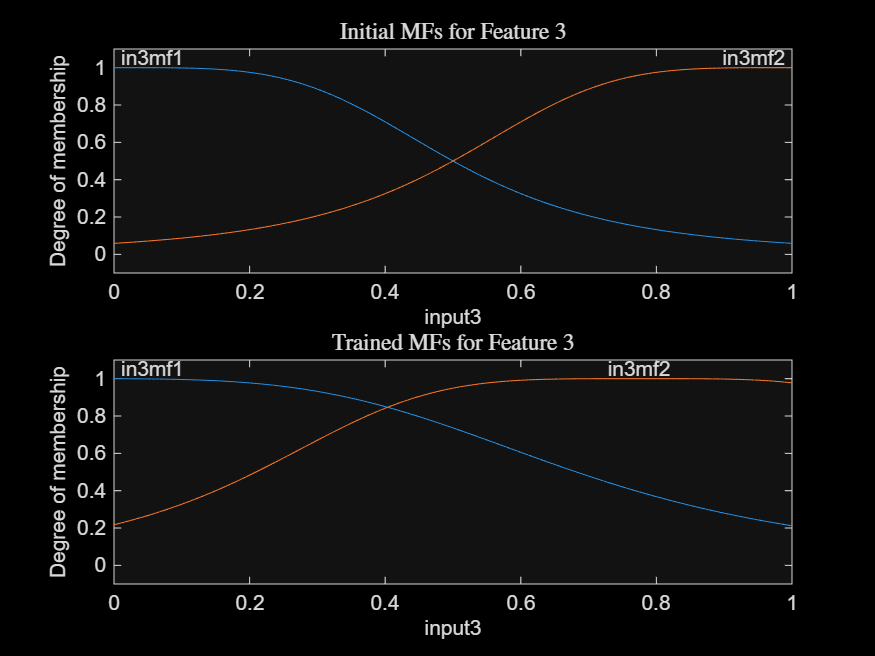 Initial MFs for Feature 3
in3mf1
in3mf2
Degree of membership
1
0.8
0.6
0.4
0.2
0
0 0.2 0.4 0.6 0.8 1
input3
Trained MFs for Feature 3
in3mf1
in3mf2
Degree of membership
1
0.8
0.6
0.4
0.2
0
0 0.2 0.4 0.6 0.8 1
input3